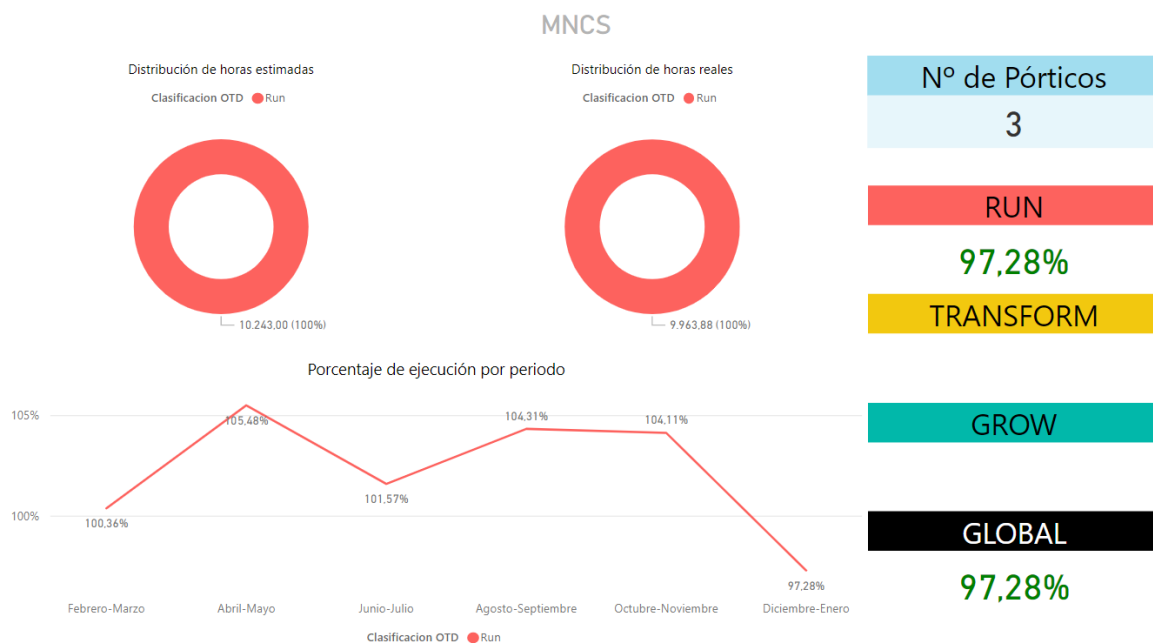 MNCS
Distribución de horas estimadas
Clasificacion OTD Run
10.243,00 (100%)
Distribución de horas reales
Clasificacion OTD Run
9.963,88 (100%)
Nº de Pórticos
3
RUN
97,28%
TRANSFORM
GROW
GLOBAL
97,28%
Porcentaje de ejecución por periodo
105%
100%
100,36%
105,48%
101,57%
104,31%
104,11%
97,28%
Febrero-Marzo
Abril-Mayo
Junio-Julio
Agosto-Septiembre
Octubre-Noviembre
Diciembre-Enero
Clasificacion OTD Run